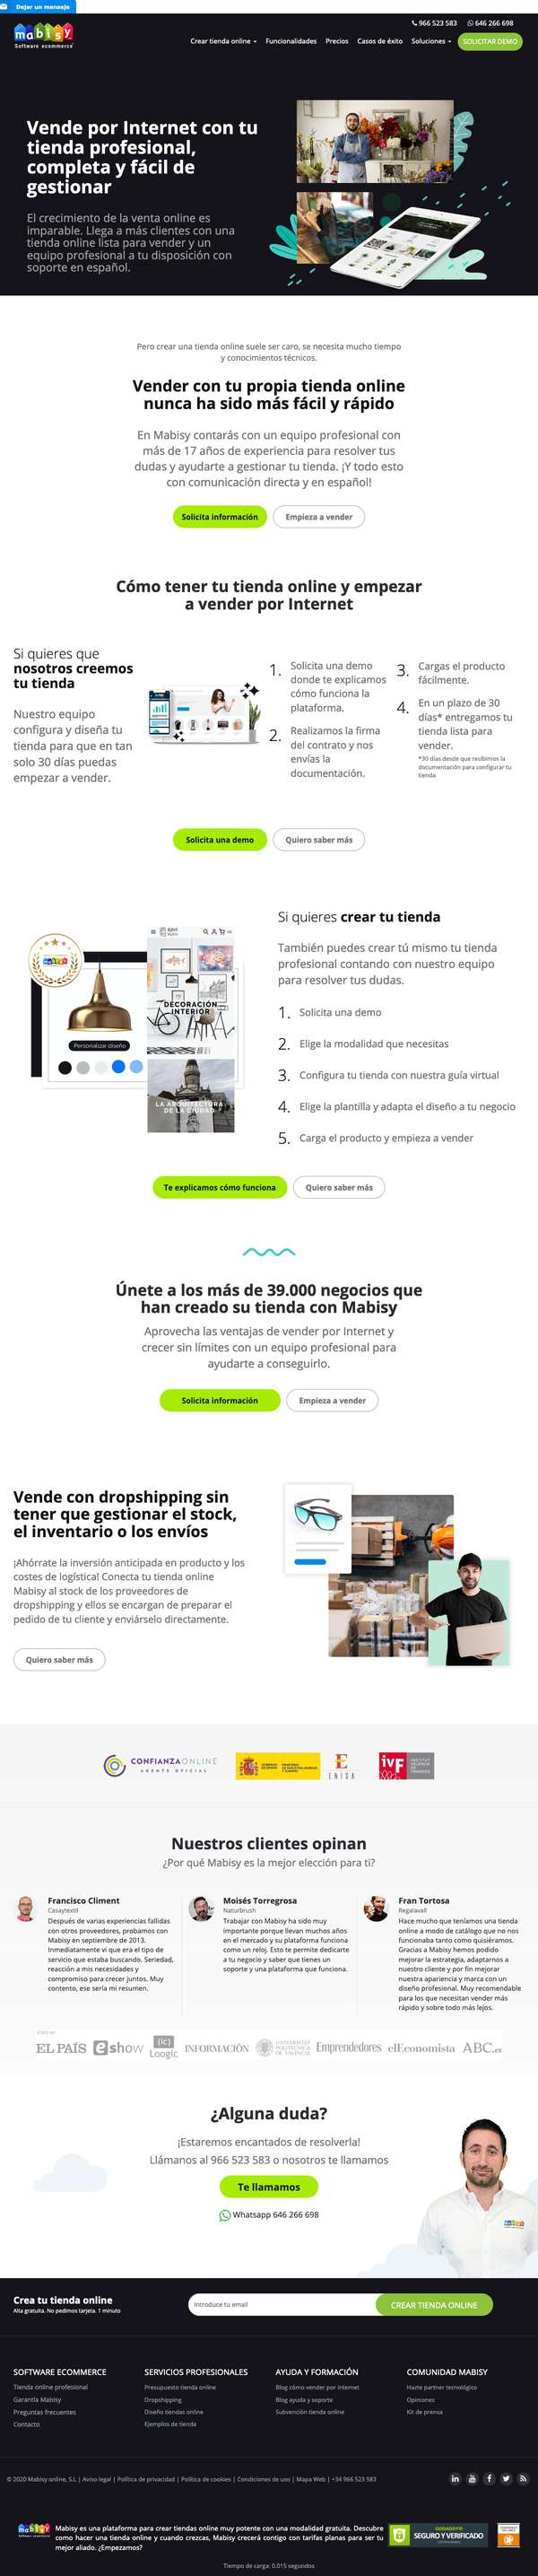 Dejar un mensaje
966 523 583 646 266 698
mabisy
Software ecommerce
Crear tienda online Funcionalidades Precios Casos de éxito Soluciones SOLICITAR DEMO
Vende por Internet con tu
tienda profesional,
completa y fácil de
gestionar
El crecimiento de la venta online es
imparable. Llega a más clientes con una
tienda online lista para vender y un
equipo profesional a tu disposición con
soporte en español.
Pero crear una tienda online suele ser caro, se necesita mucho tiempo
y conocimientos técnicos.
Vender con tu propia tienda online
nunca ha sido más fácil y rápido
En Mabisy contarás con un equipo profesional con
más de 17 años de experiencia para resolver tus
dudas y ayudarte a gestionar tu tienda. ¡Y todo esto
con comunicación directa y en español!
Solicita información Empieza a vender
Cómo tener tu tienda online y empezar
a vender por Internet
Si quieres que
nosotros creemos
tu tienda
Nuestro equipo
configura y diseña tu
tienda para que en tan
solo 30 días puedas
empezar a vender.
1. Solicita una demo
donde te explicamos
cómo funciona la
plataforma.
2. Realizamos la firma
del contrato y nos
envías la
documentación.
3. Cargas el producto
fácilmente.
4. En un plazo de 30
días* entregamos tu
tienda lista para
vender.
*30 días desde que recibimos la
documentación para configurar tu
tienda
Solicita una demo Quiero saber más
mabisy
Personalizar diseño
DECORACIÓN
INTERIOR
LA ARQUITECTURA
DE LA CIUDAD
Si quieres crear tu tienda
También puedes crear tú mismo tu tienda
profesional contando con nuestro equipo
para resolver tus dudas.
1. Solicita una demo
2. Elige la modalidad que necesitas
3. Configura tu tienda con nuestra guía virtual
4. Elige la plantilla y adapta el diseño a tu negocio
5. Carga el producto y empieza a vender
Te explicamos cómo funciona Quiero saber más
Únete a los más de 39.000 negocios que
han creado su tienda con Mabisy
Aprovecha las ventajas de vender por Internet y
crecer sin límites con un equipo profesional para
ayudarte a conseguirlo.
Solicita información Empieza a vender
Vende con dropshipping sin
tener que gestionar el stock,
el inventario o los envíos
¡Ahórrate la inversión anticipada en producto y los
costes de logística! Conecta tu tienda online
Mabisy al stock de los proveedores de
dropshipping y ellos se encargan de preparar el
pedido de tu cliente y enviárselo directamente.
Quiero saber más
CONFIANZA ONLINE
AGENTE OFICIAL
GOBIERNO
DE ESPAÑA
MINISTERIO
DE INDUSTRIA, ENERGÍA
Y TURISMO
ENISA
ivF
INSTITUT
VALENCIÀ
DE FINANCES
Nuestros clientes opinan
¿Por qué Mabisy es la mejor elección para ti?
Francisco Climent
Casaytextil
Después de varias experiencias fallidas
con otros proveedores, probamos con
Mabisy en septiembre de 2013.
Inmediatamente vi que era el tipo de
servicio que estaba buscando. Seriedad,
reacción a mis necesidades y
compromiso para crecer juntos. Muy
contento, ese sería mi resumen.
Moisés Torregrosa
Naturbrush
Trabajar con Mabisy ha sido muy
importante porque llevan muchos años
en el mercado y su plataforma funciona
como un reloj. Esto te permite dedicarte
a tu negocio y saber que tienes un
soporte y una plataforma que funciona.
Fran Tortosa
Regalavall
Hace mucho que teníamos una tienda
online a modo de catálogo que no nos
funcionaba tanto como quisiéramos.
Gracias a Mabisy hemos podido
mejorar la estrategia, adaptarnos a
nuestro cliente y por fin mejorar
nuestra apariencia y marca con un
diseño profesional. Muy recomendable
para los que necesitan vender más
rápido y sobre todo más lejos.
EL PAÍS eshow (ic) Loogic INFORMACIÓN UNIVERSITAT POLITÈCNICA DE VALÈNCIA Emprendedores elEconomista ABC.es
¿Alguna duda?
¡Estaremos encantados de resolverla!
Llámanos al 966 523 583 o nosotros te llamamos
Te llamamos
Whatsapp 646 266 698
mabisy
Crea tu tienda online
Alta gratuita. No pedimos tarjeta. 1 minuto
Introduce tu email CREAR TIENDA ONLINE
SOFTWARE ECOMMERCE
Tienda online profesional
Garantía Mabisy
Preguntas frecuentes
Contacto
SERVICIOS PROFESIONALES
Presupuesto tienda online
Dropshipping
Diseño tiendas online
Ejemplos de tienda
AYUDA Y FORMACIÓN
Blog cómo vender por Internet
Blog ayuda y soporte
Subvención tienda online
COMUNIDAD MABISY
Hazte partner tecnológico
Opiniones
Kit de prensa
© 2020 Mabisy online, S.L | Aviso legal | Política de privacidad | Política de cookies | Condiciones de uso | Mapa Web | +34 966 523 583
mabisy
Software ecommerce
Mabisy es una plataforma para crear tiendas online muy potente con una modalidad gratuita. Descubre
como hacer una tienda online y cuando crezcas, Mabisy crecerá contigo con tarifas planas para ser tu
mejor aliado. ¿Empezamos?
GODADDY
SEGURO Y VERIFICADO
Tiempo de carga: 0.015 segundos